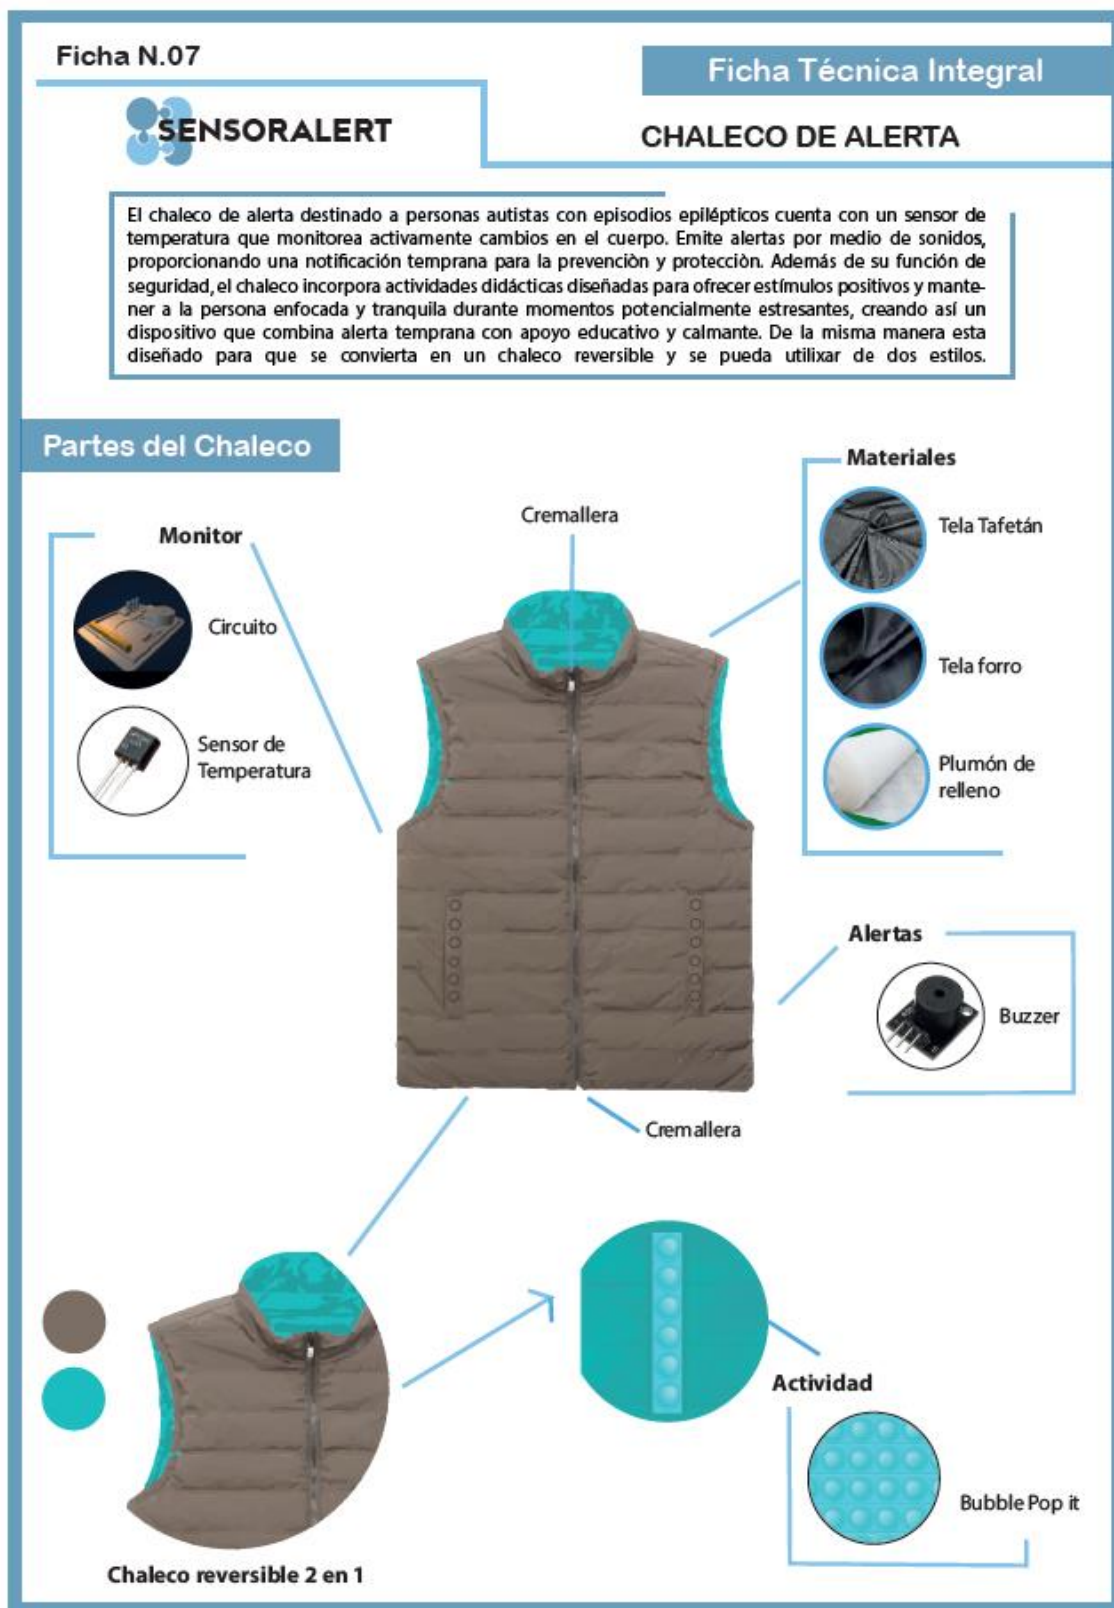 Ficha N.07
Ficha Técnica Integral
SENSORALERT
CHALECO DE ALERTA
El chaleco de alerta destinado a personas autistas con episodios epilépticos cuenta con un sensor de
temperatura que monitorea activamente cambios en el cuerpo. Emite alertas por medio de sonidos,
proporcionando una notificación temprana para la prevenciòn y protecciòn. Además de su función de
seguridad, el chaleco incorpora actividades didácticas diseñadas para ofrecer estímulos positivos y mante-
ner a la persona enfocada y tranquila durante momentos potencialmente estresantes, creando así un
dispositivo que combina alerta temprana con apoyo educativo y calmante. De la misma manera esta
diseñado para que se convierta en un chaleco reversible y se pueda utilixar de dos estilos.
Partes del Chaleco
Materiales
Cremallera
Tela Tafetán
Monitor
Circuito
Tela forro
Sensor de
Temperatura
Plumón de
relleno
Alertas
Buzzer
Cremallera
Actividad
Bubble Pop it
Chaleco reversible 2 en 1